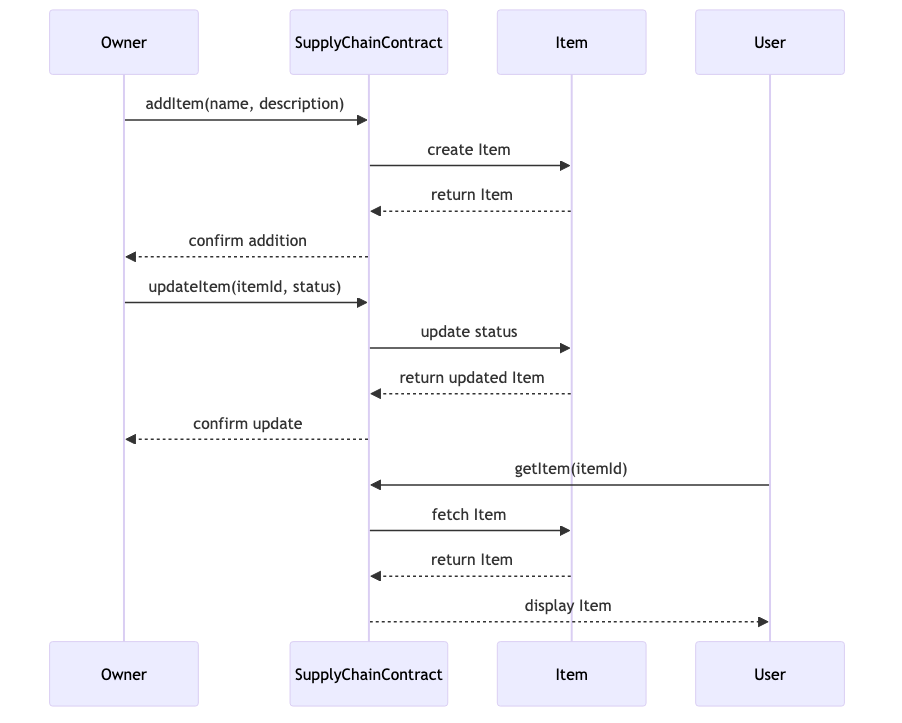 Owner
SupplyChainContract
Item
User
addItem(name, description)
create Item
return Item
confirm addition
updateItem(itemId, status)
update status
return updated Item
confirm update
getItem(itemId)
fetch Item
return Item
display Item
Owner
SupplyChainContract
Item
User